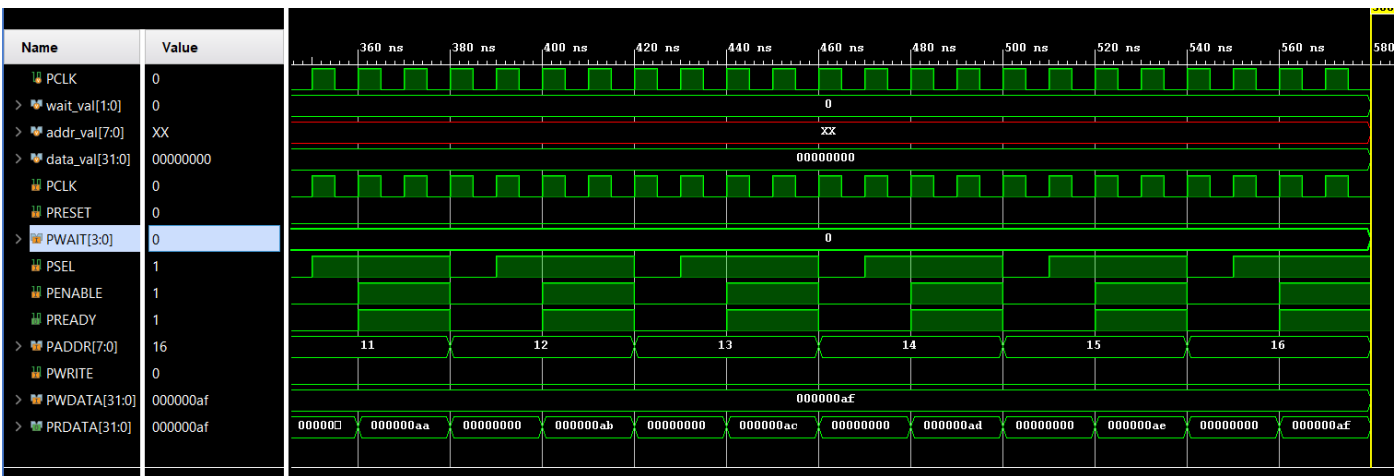 Name Value
360 ns 380 ns 400 ns 420 ns 440 ns 460 ns 480 ns 500 ns 520 ns 540 ns 560 ns 580
PCLK 0
wait_val[1:0] 0 0
addr_val[7:0] XX XX
data_val[31:0] 00000000 00000000
PCLK 0
PRESET 0
PWAIT[3:0] 0 0
PSEL 1
PENABLE 1
PREADY 1
PADDR[7:0] 16 11 12 13 14 15 16
PWRITE 0
PWDATA[31:0] 000000af 000000af
PRDATA[31:0] 000000af 00000 000000aa 00000000 000000ab 00000000 000000ac 00000000 000000ad 00000000 000000ae 00000000 000000af